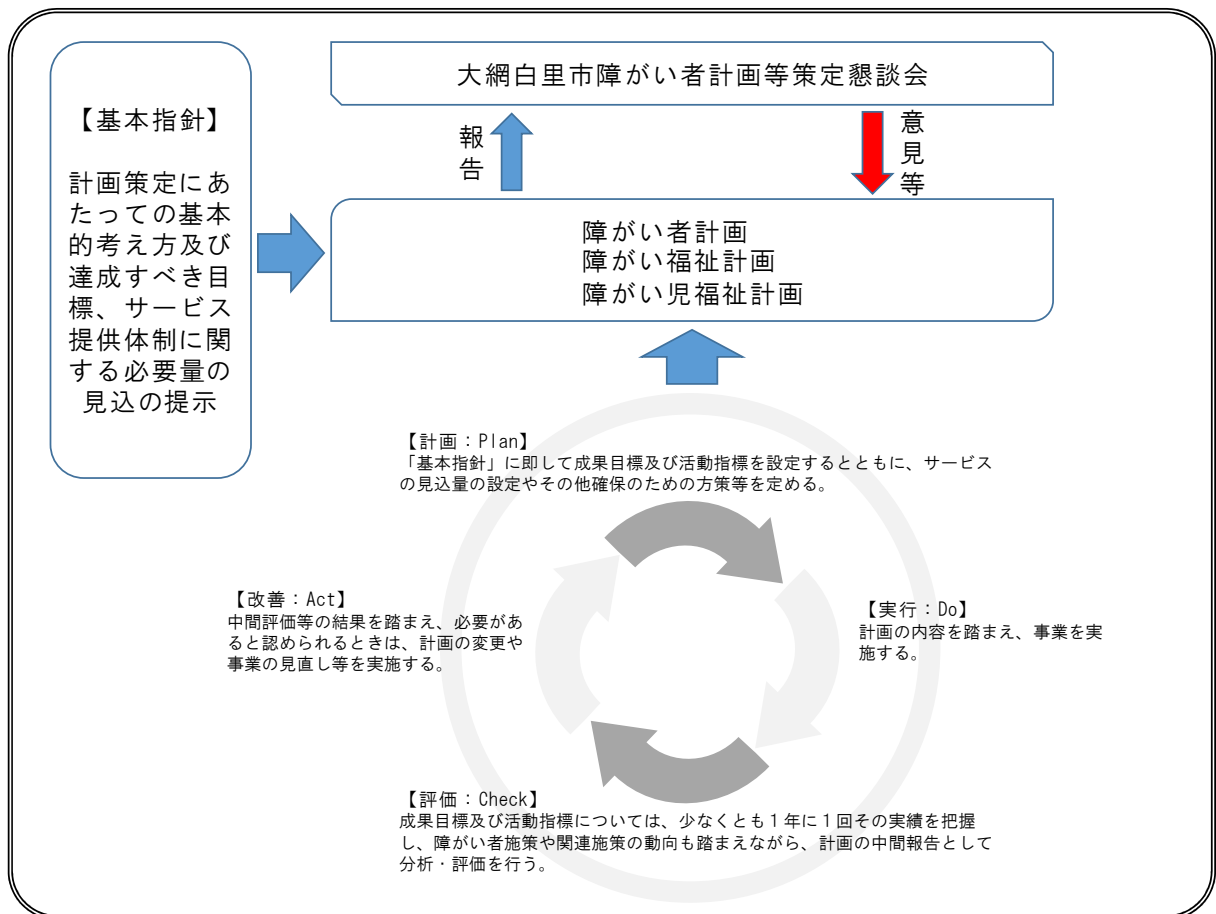 【基本指針】
計画策定にあ
たっての基本
的考え方及び
達成すべき目
標、サービス
提供体制に関
する必要量の
見込の提示
大網白里市障がい者計画等策定懇談会
報告
意見等
障がい者計画
障がい福祉計画
障がい児福祉計画
【計画：Plan】
「基本指針」に即して成果目標及び活動指標を設定するとともに、サービス
の見込量の設定やその他確保のための方策等を定める。
【改善：Act】
中間評価等の結果を踏まえ、必要があ
ると認められるときは、計画の変更や
事業の見直し等を実施する。
【実行：Do】
計画の内容を踏まえ、事業を実
施する。
【評価：Check】
成果目標及び活動指標については、少なくとも１年に１回その実績を把握
し、障がい者施策や関連施策の動向も踏まえながら、計画の中間報告として
分析・評価を行う。